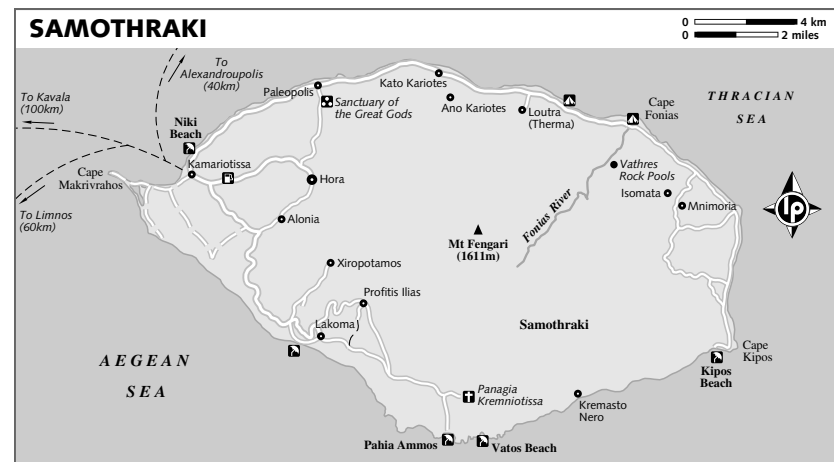 SAMOTHRAKI
0 4 km
0 2 miles
To
Alexandroupolis
(40km)
To Kavala
(100km)
Paleopolis
Kato Kariotes
Sanctuary of
the Great Gods
Ano Kariotes
Loutra
(Therma)
Cape
Fonias
THRACIAN
SEA
Niki
Beach
Kamariotissa
Cape
Makrivrahos
Hora
Vathres
Rock Pools
Isomata
Mnimoria
lp
To Limnos
(60km)
Alonia
Fonias River
Mt Fengari
(1611m)
Xiropotamos
Profitis Ilias
Lakoma
Samothraki
AEGEAN
SEA
Cape
Kipos
Kipos
Beach
Panagia
Kremniotissa
Kremasto
Nero
Pahia Ammos
Vatos Beach